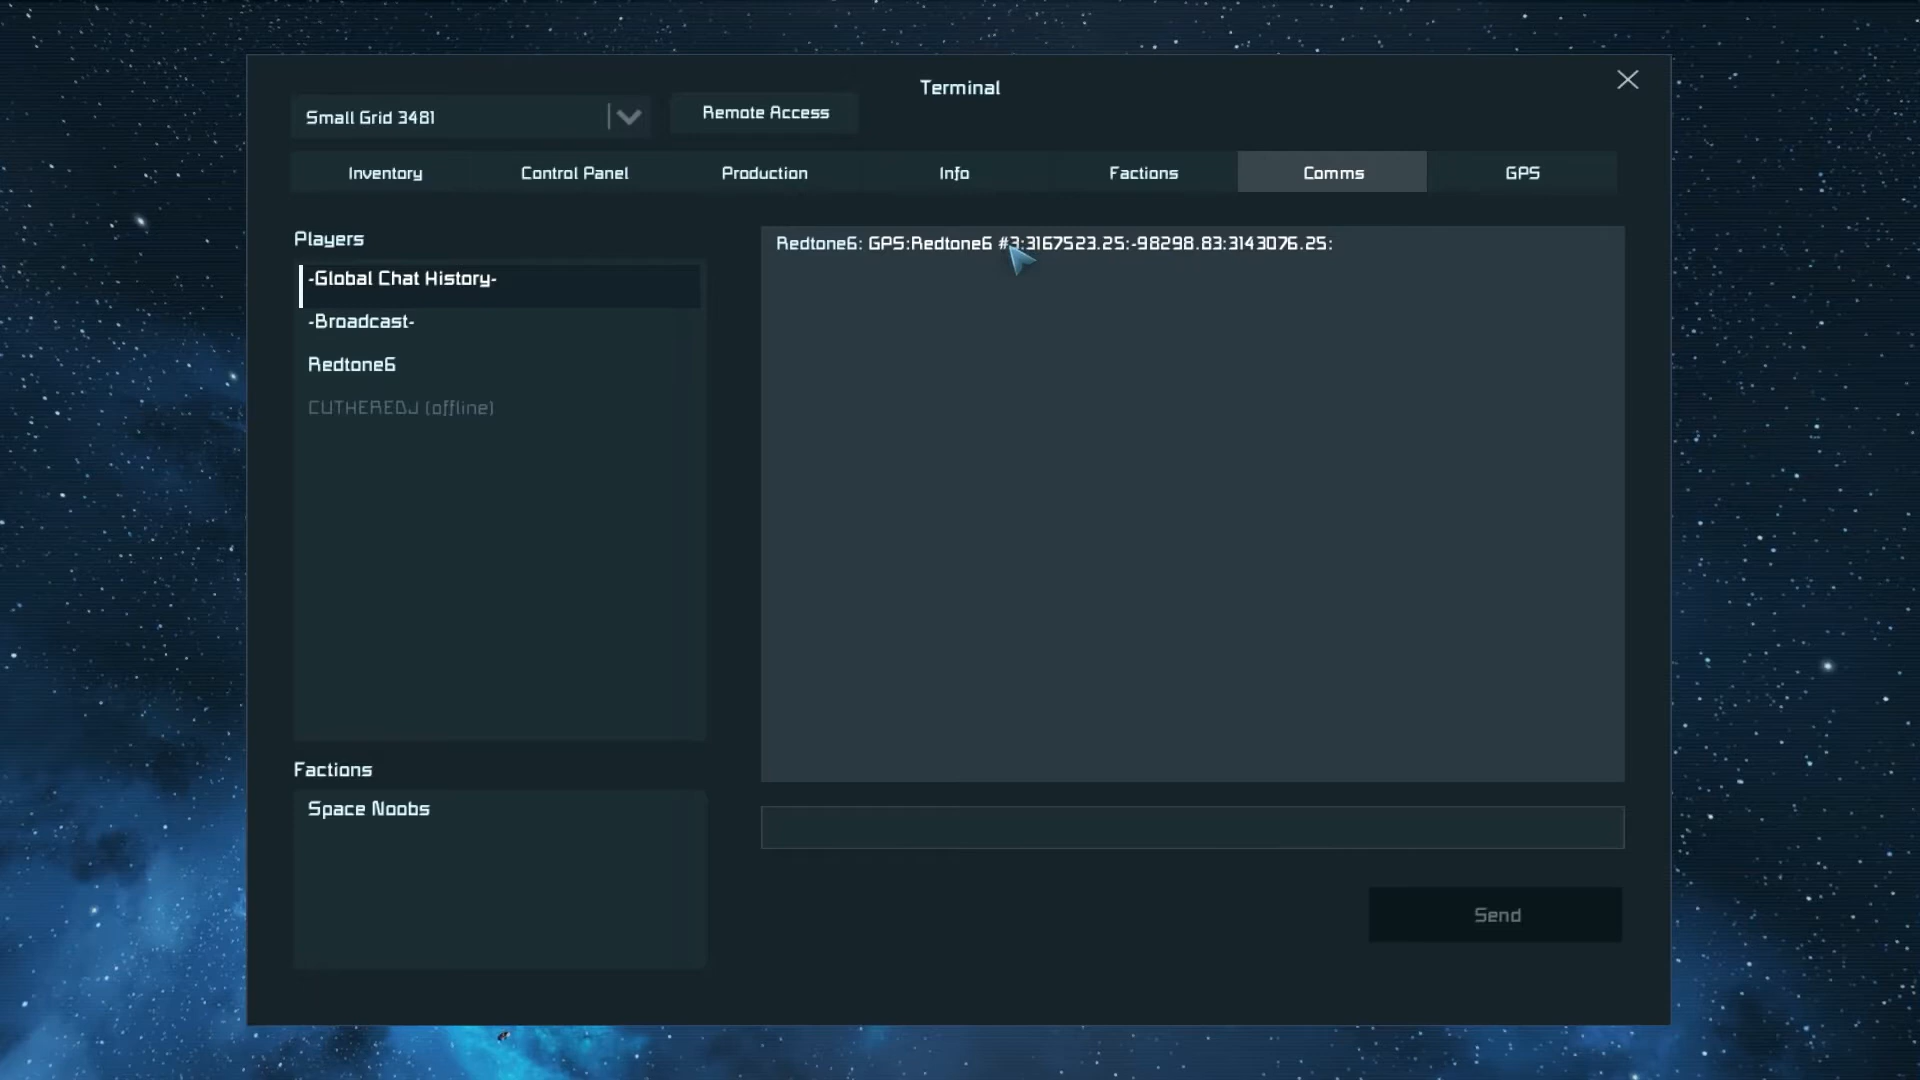 Terminal
Small Grid 3481
Remote Access
Inventory
Control Panel
Production
Info
Factions
Comms
GPS
Players
-Global Chat History-
-Broadcast-
Redtone6
CUTHEREDJ (offline)
Redtone6: GPS:Redtone6 #3:3167523.25:-98298.83:3143076.25:
Factions
Space Noobs
Send